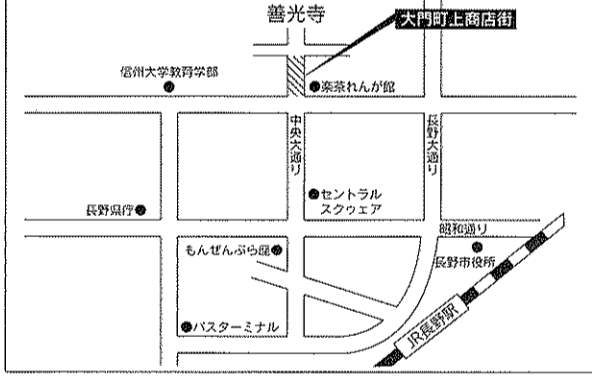 善光寺
大門町上商店街
信州大学教育学部
楽茶れんが館
中央大通り
長野大通り
セントラル
スクゥェア
長野県庁
昭和通り
もんぜんぷら座
長野市役所
バスターミナル
JR長野駅